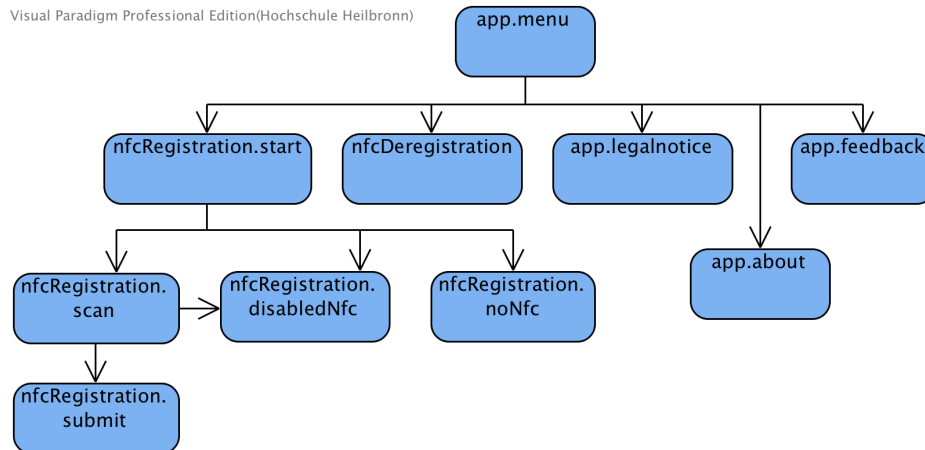 Visual Paradigm Professional Edition(Hochschule Heilbronn)
app.menu
nfcRegistration.start
nfcDeregistration
app.legalnotice
app.feedback
app.about
nfcRegistration.
scan
nfcRegistration.
disabledNfc
nfcRegistration.
noNfc
nfcRegistration.
submit